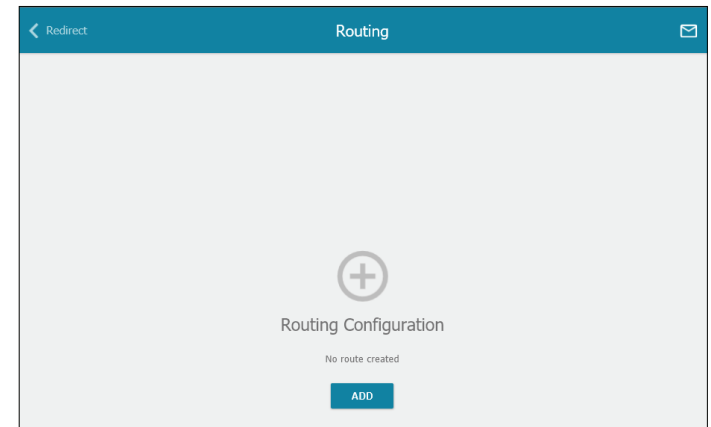 Redirect
Routing
Routing Configuration
No route created
ADD